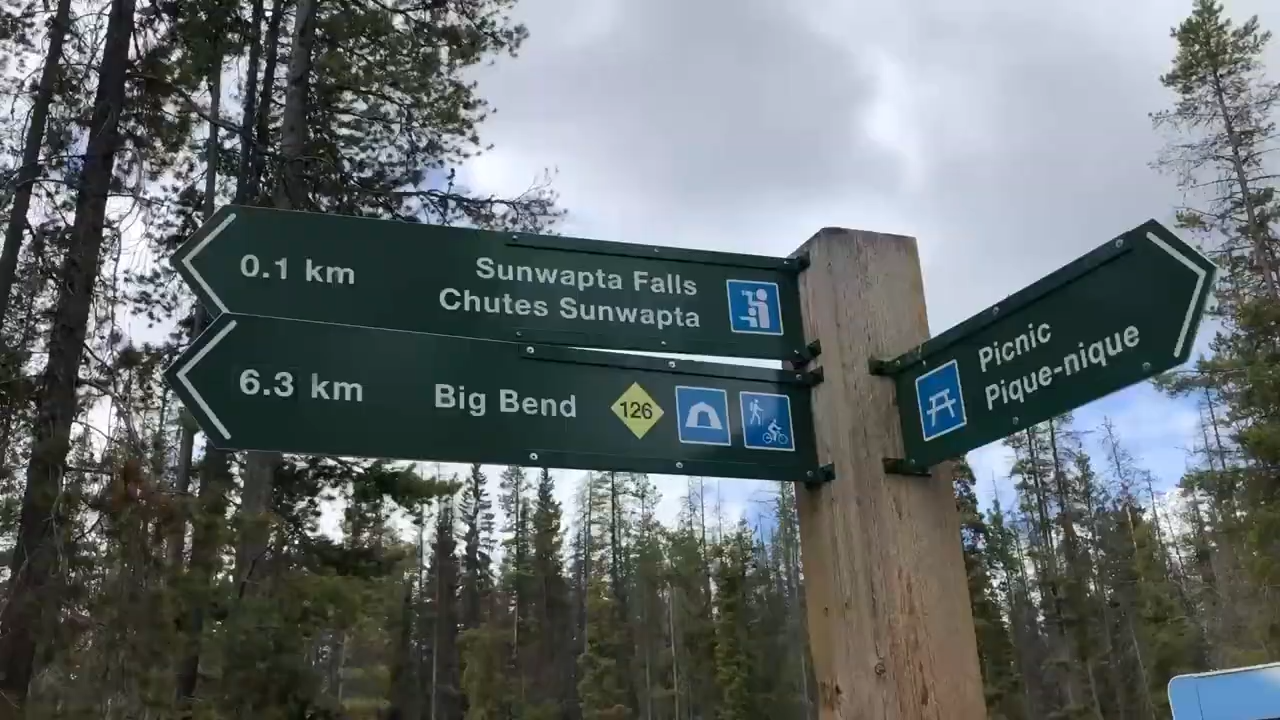 0.1 km
Sunwapta Falls
Chutes Sunwapta
6.3 km
Big Bend
126
Picnic
Pique-nique